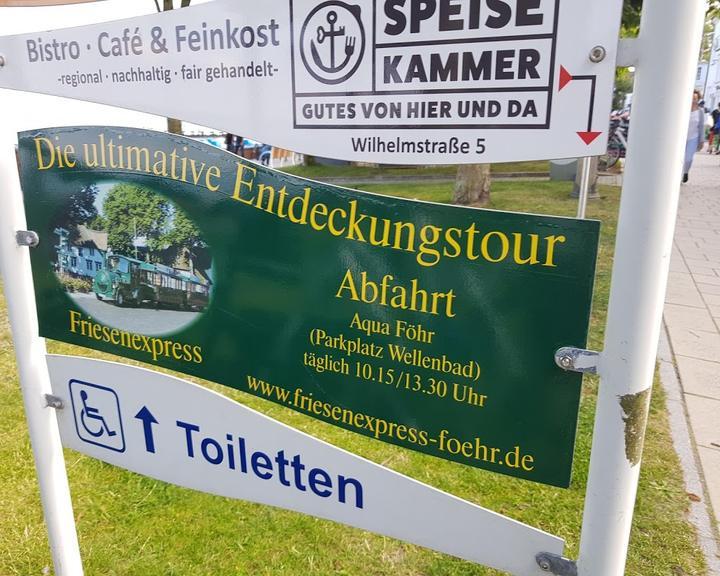 Bistro · Café & Feinkost
-regional · nachhaltig · fair gehandelt-
SPEISE
KAMMER
GUTES VON HIER UND DA
Wilhelmstraße 5
Die ultimative Entdeckungstour
Friesenexpress
Abfahrt
Aqua Föhr
(Parkplatz Wellenbad)
täglich 10.15/13.30 Uhr
www.friesenexpress-foehr.de
Toiletten